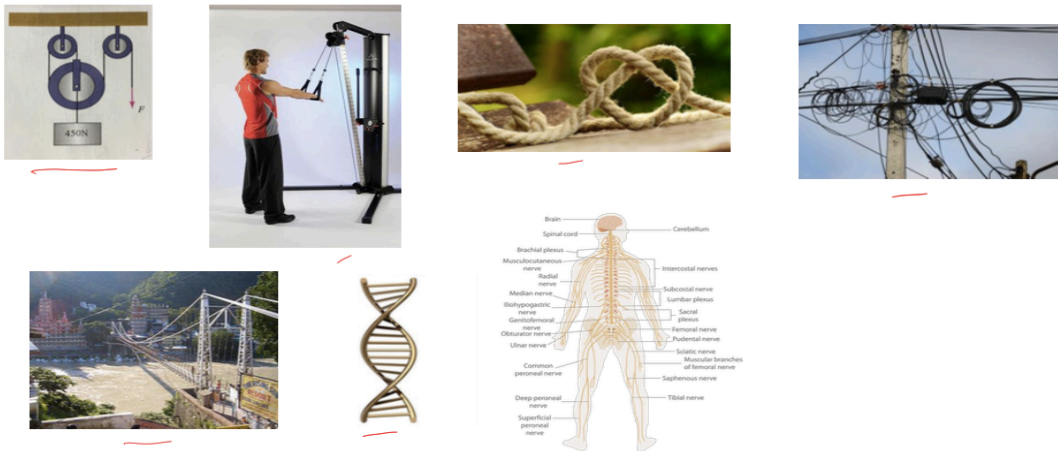 F
450N
Brain
Spinal cord
Cerebellum
Brachial plexus
Musculocutaneous
nerve
Intercostal nerves
Radial
nerve
Subcostal nerve
Median nerve
Lumbar plexus
Iliohypogastric
nerve
Sacral
plexus
Genitofemoral
nerve
Femoral nerve
Obturator nerve
Pudental nerve
Ulnar nerve
Sciatic nerve
Muscular branches
of femoral nerve
Common
peroneal nerve
Saphenous nerve
Deep peroneal
nerve
Tibial nerve
Superficial
peroneal
nerve